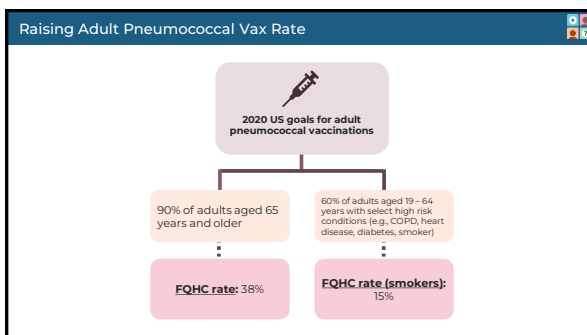 Raising Adult Pneumococcal Vax Rate
2020 US goals for adult
pneumococcal vaccinations
90% of adults aged 65
years and older
60% of adults aged 19 – 64
years with select high risk
conditions (e.g., COPD, heart
disease, diabetes, smoker)
FQHC rate: 38%
FQHC rate (smokers):
15%